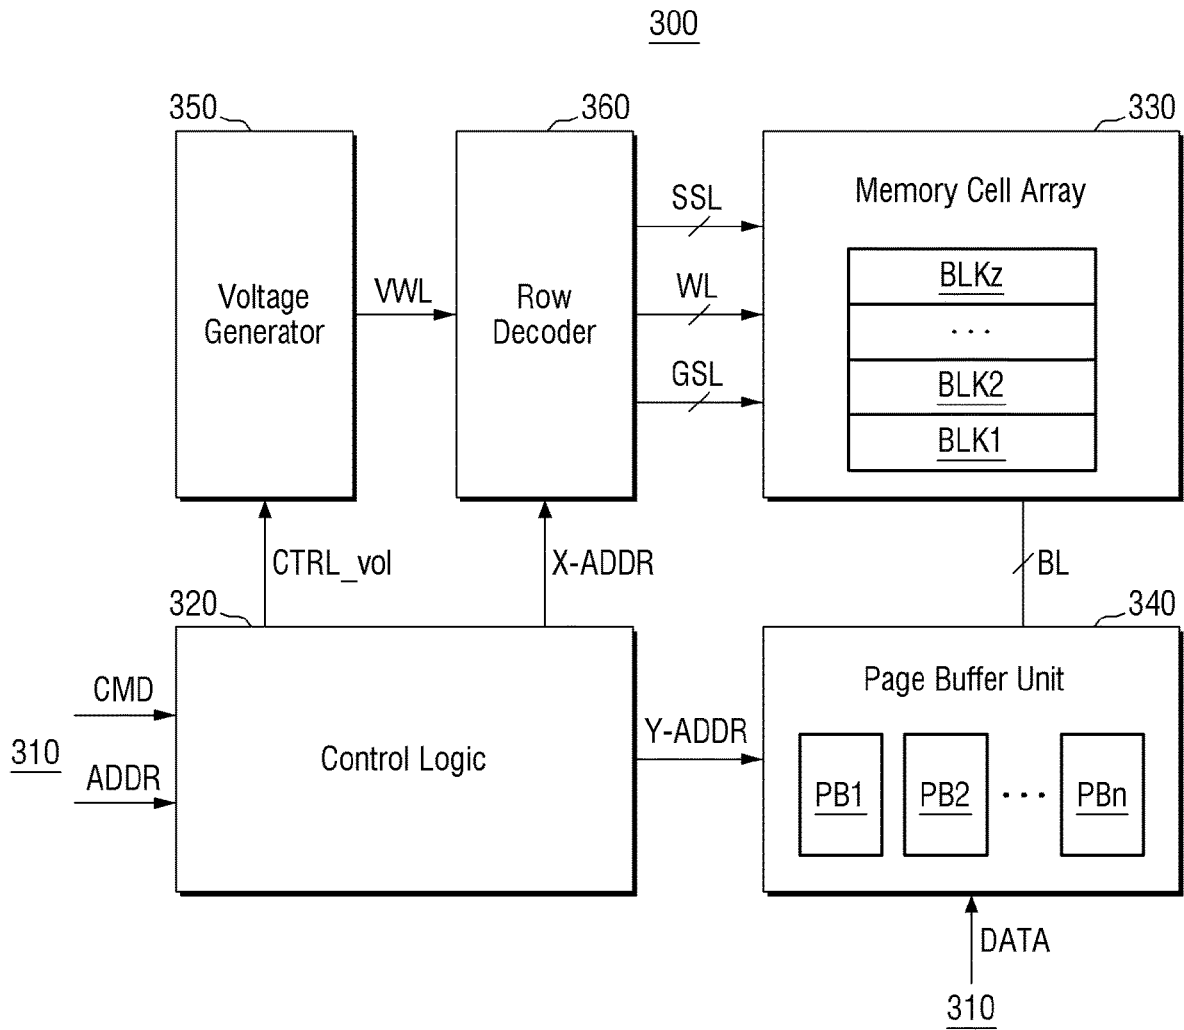 300
350
360
330
Voltage
Generator
VWL
Row
Decoder
SSL
WL
GSL
Memory Cell Array
BLKz
...
BLK2
BLK1
CTRL_vol
X-ADDR
BL
320
340
CMD
310
ADDR
Control Logic
Y-ADDR
Page Buffer Unit
PB1
PB2
...
PBn
DATA
310